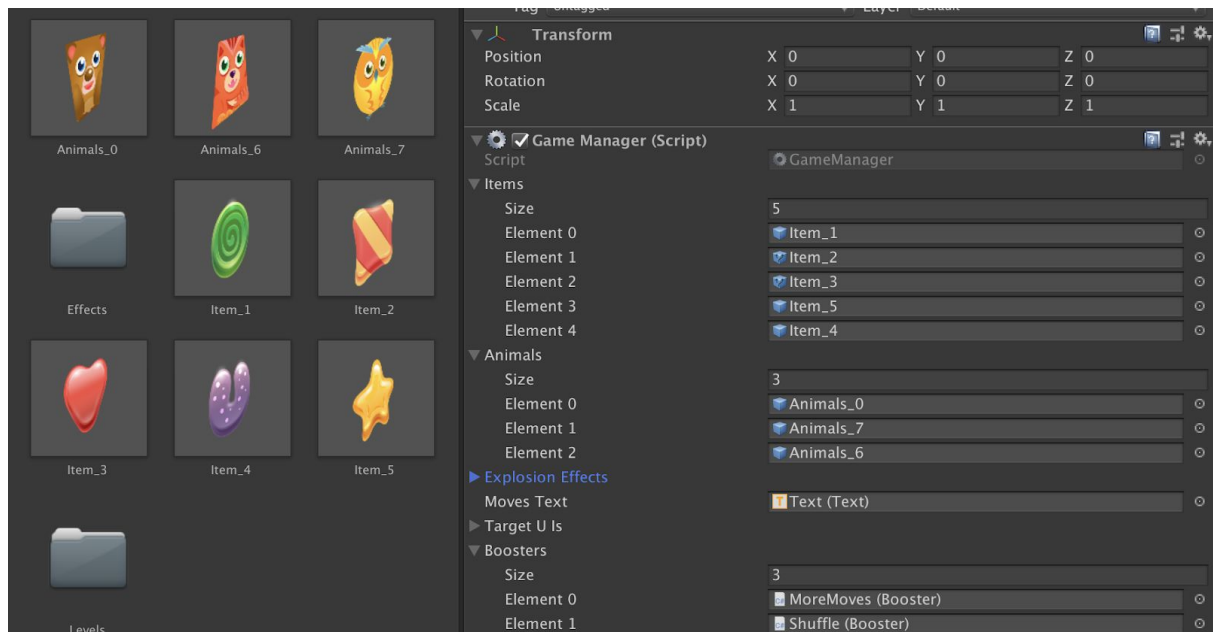 Tag Untagged Layer Default
Transform
Position X 0 Y 0 Z 0
Rotation X 0 Y 0 Z 0
Scale X 1 Y 1 Z 1
Animals_0 Animals_6 Animals_7
Game Manager (Script)
Script GameManager
Items
Size 5
Element 0 Item_1
Element 1 Item_2
Element 2 Item_3
Element 3 Item_5
Element 4 Item_4
Effects Item_1 Item_2
Animals
Size 3
Element 0 Animals_0
Element 1 Animals_7
Element 2 Animals_6
Item_3 Item_4 Item_5
Explosion Effects
Moves Text Text (Text)
Target U Is
Boosters
Size 3
Element 0 MoreMoves (Booster)
Element 1 Shuffle (Booster)
Levels